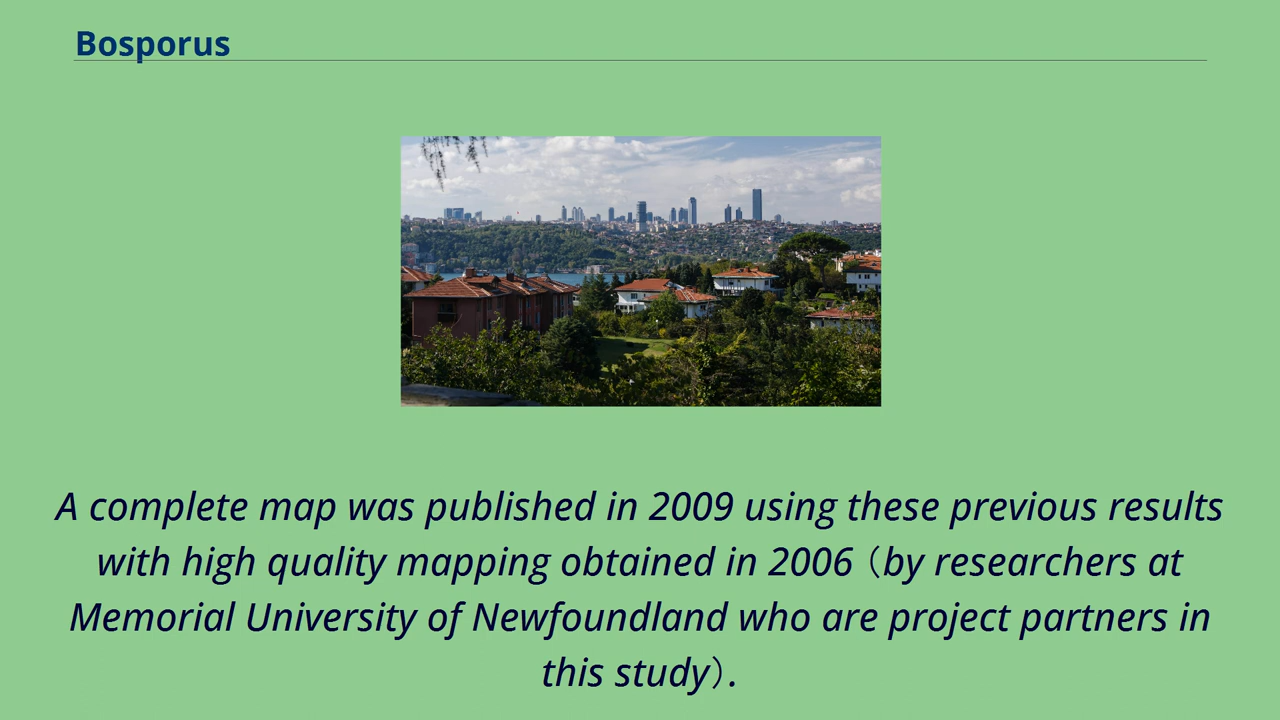 Bosporus
A complete map was published in 2009 using these previous results
with high quality mapping obtained in 2006（by researchers at
Memorial University of Newfoundland who are project partners in
this study）.